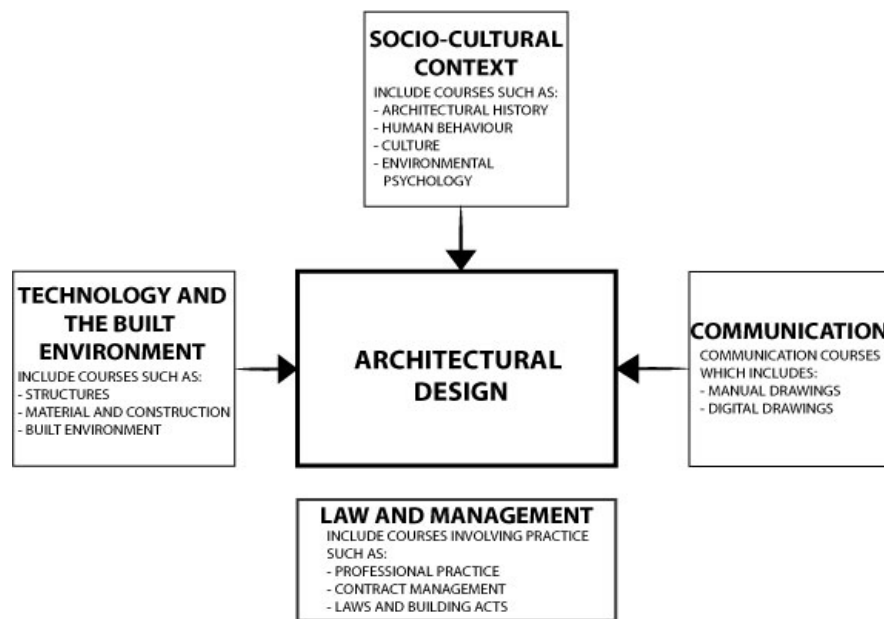 SOCIO-CULTURAL
CONTEXT
INCLUDE COURSES SUCH AS:
- ARCHITECTURAL HISTORY
- HUMAN BEHAVIOUR
- CULTURE
- ENVIRONMENTAL
PSYCHOLOGY
TECHNOLOGY AND
THE BUILT
ENVIRONMENT
INCLUDE COURSES SUCH AS:
- STRUCTURES
- MATERIAL AND CONSTRUCTION
- BUILT ENVIRONMENT
ARCHITECTURAL
DESIGN
COMMUNICATION
COMMUNICATION COURSES
WHICH INCLUDES:
- MANUAL DRAWINGS
- DIGITAL DRAWINGS
LAW AND MANAGEMENT
INCLUDE COURSES INVOLVING PRACTICE
SUCH AS:
- PROFESSIONAL PRACTICE
- CONTRACT MANAGEMENT
- LAWS AND BUILDING ACTS